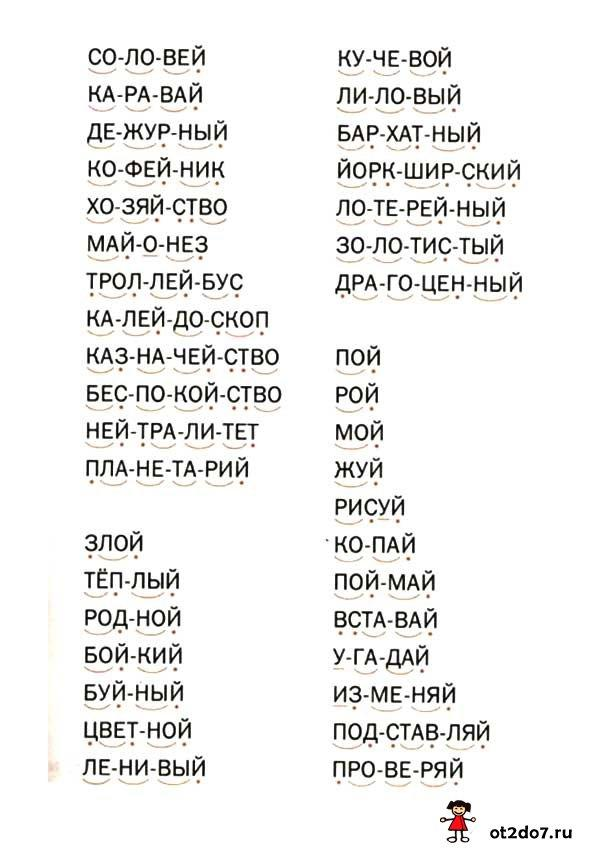 СО-ЛО-ВЕЙ
КА-РА-ВАЙ
ДЕ-ЖУР-НЫЙ
КО-ФЕЙ-НИК
ХО-ЗЯЙ-СТВО
МАЙ-О-НЕЗ
ТРОЛ-ЛЕЙ-БУС
КА-ЛЕЙ-ДО-СКОП
КАЗ-НА-ЧЕЙ-СТВО
БЕС-ПО-КОЙ-СТВО
НЕЙ-ТРА-ЛИ-ТЕТ
ПЛА-НЕ-ТА-РИЙ
ЗЛОЙ
ТЁП-ЛЫЙ
РОД-НОЙ
БОЙ-КИЙ
БУЙ-НЫЙ
ЦВЕТ-НОЙ
ЛЕ-НИ-ВЫЙ
КУ-ЧЕ-ВОЙ
ЛИ-ЛО-ВЫЙ
БАР-ХАТ-НЫЙ
ЙОРК-ШИР-СКИЙ
ЛО-ТЕ-РЕЙ-НЫЙ
ЗО-ЛО-ТИС-ТЫЙ
ДРА-ГО-ЦЕН-НЫЙ
ПОЙ
РОЙ
МОЙ
ЖУЙ
РИСУЙ
КО-ПАЙ
ПОЙ-МАЙ
ВСТА-ВАЙ
У-ГА-ДАЙ
ИЗ-МЕ-НЯЙ
ПОД-СТАВ-ЛЯЙ
ПРО-ВЕ-РЯЙ
ot2do7.ru